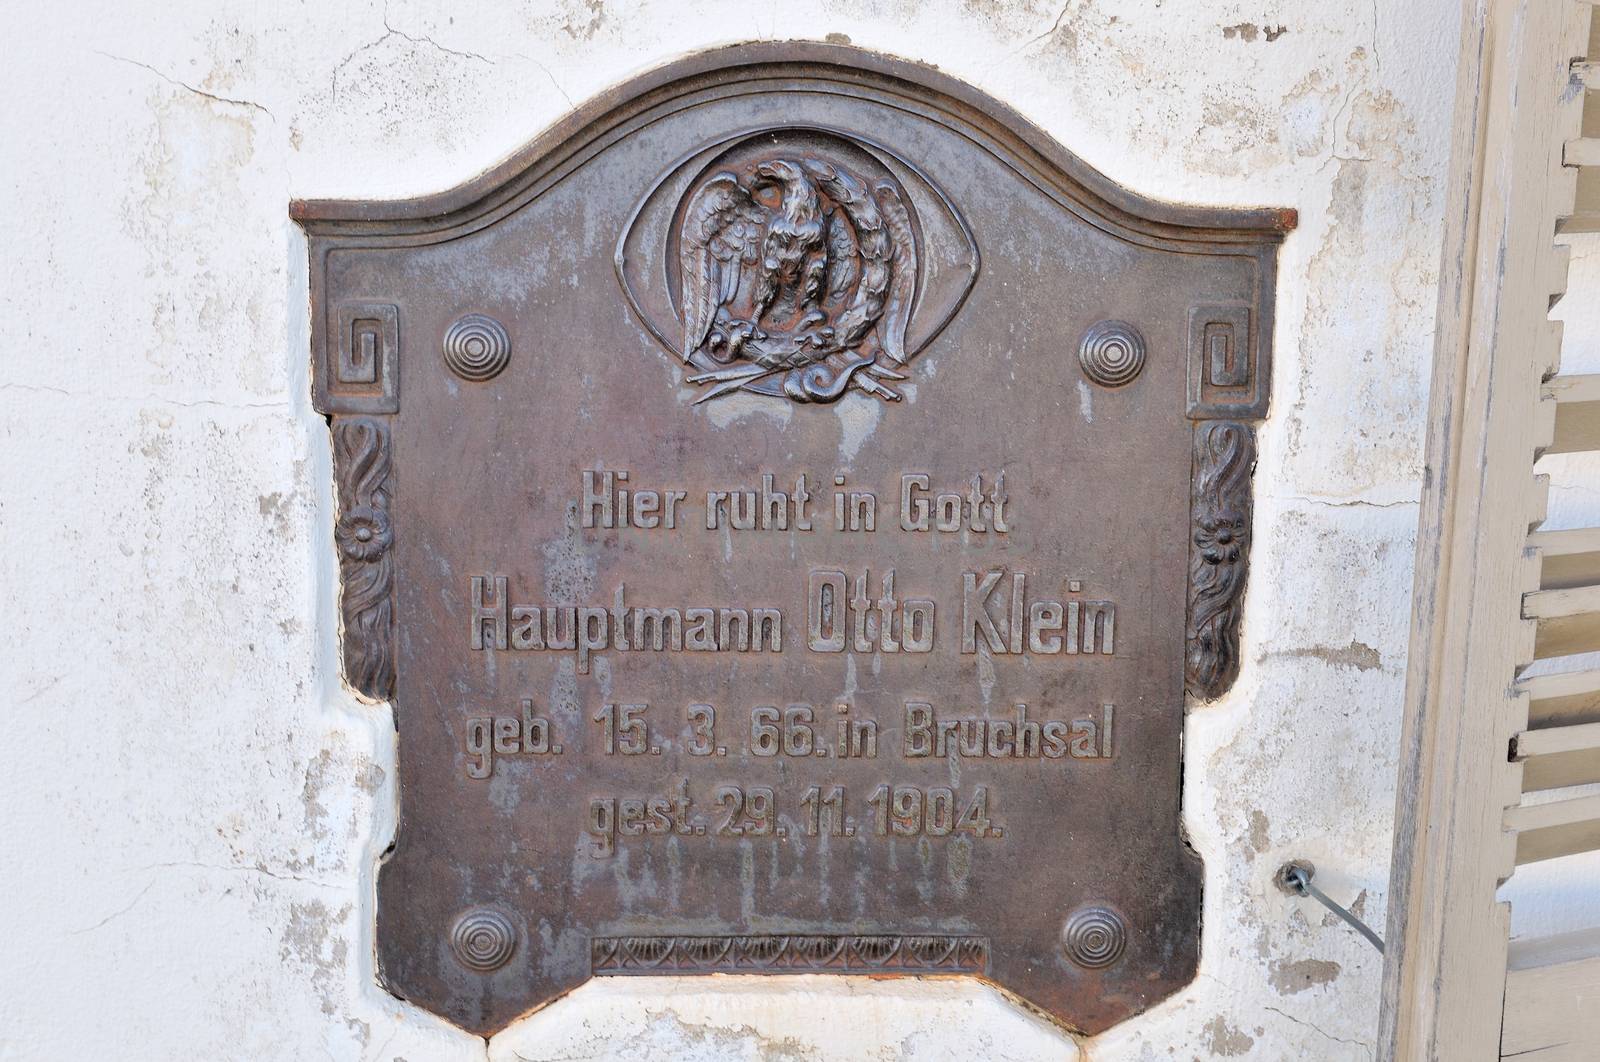 Hier ruht in Gott
Hauptmann Otto Klein
geb. 15. 3. 66. in Bruchsal
gest. 29. 11. 1904.